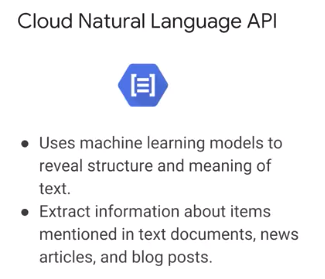 Cloud Natural Language API
● Uses machine learning models to
reveal structure and meaning of
text.
● Extract information about items
mentioned in text documents, news
articles, and blog posts.